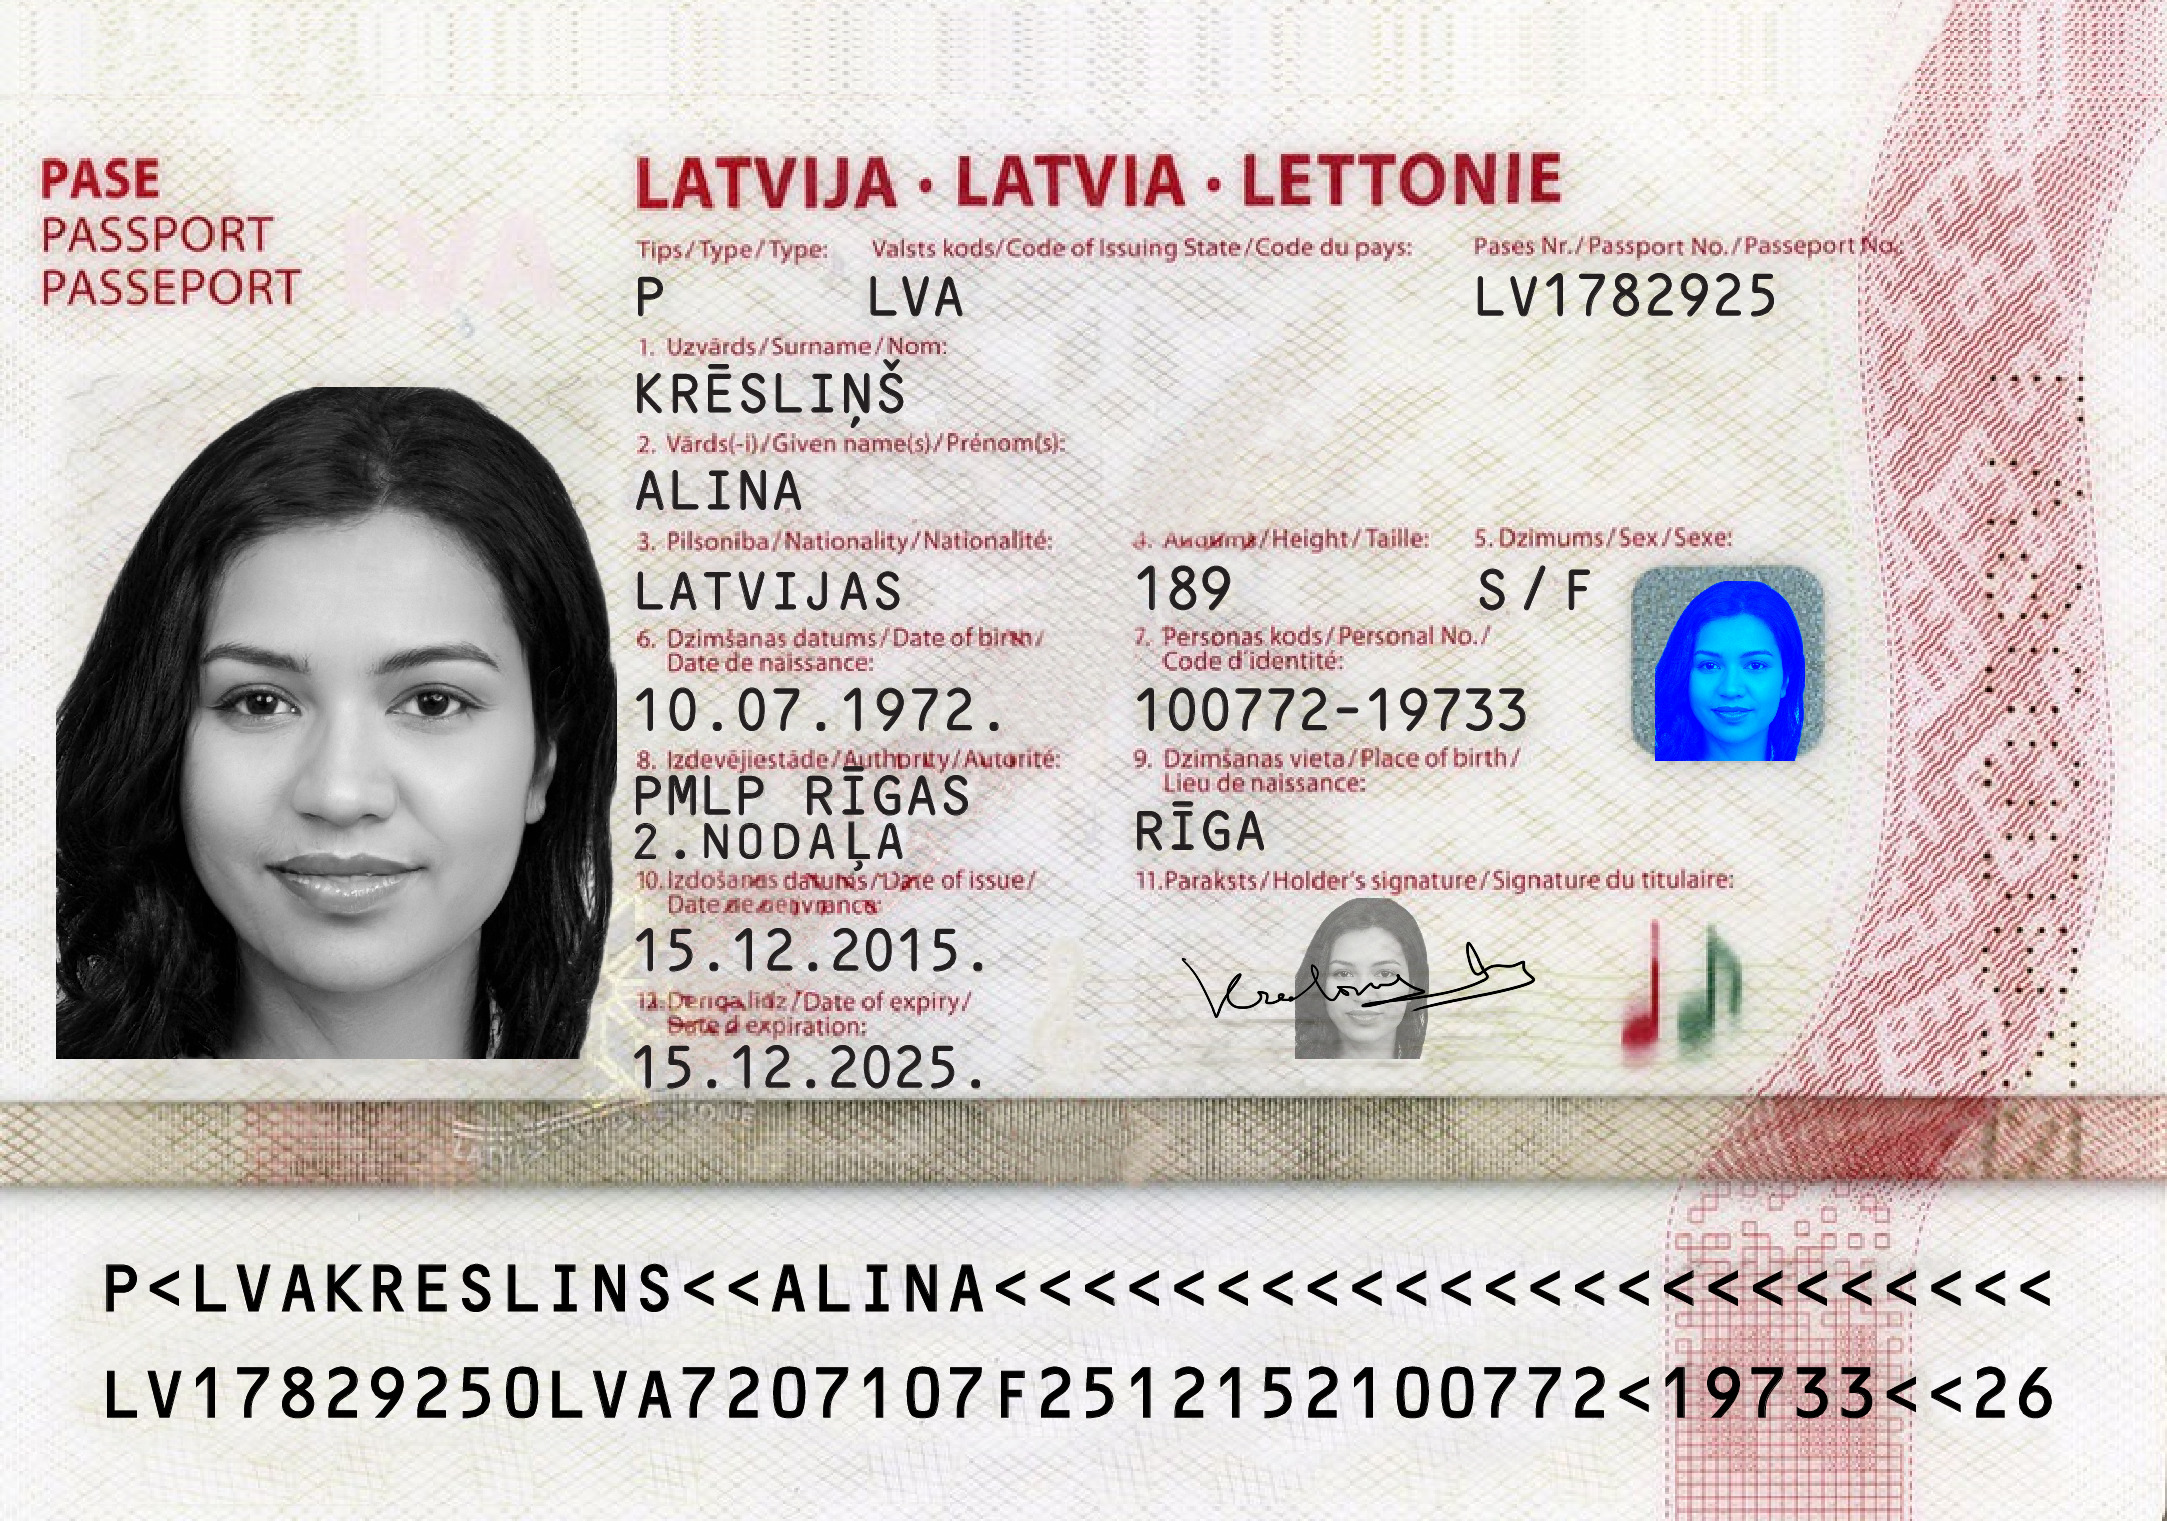 PASE
PASSPORT
PASSEPORT
LVA
LATVIJA · LATVIA · LETTONIE
Tips/Type/Type: Valsts kods/Code of Issuing State/Code du pays: Pases Nr./Passport No./Passeport No.:
P LVA LV1782925
1. Uzvārds/Surname/Nom:
KRĒSLIŅŠ
2. Vārds(-i)/Given name(s)/Prénom(s):
ALINA
3. Pilsonība/Nationality/Nationalité: 4. Augums/Height/Taille: 5. Dzimums/Sex/Sexe:
LATVIJAS 189 S/F
6. Dzimšanas datums/Date of birth/ 7. Personas kods/Personal No./
Date de naissance: Code d'identité:
10.07.1972. 100772-19733
8. Izdevējiestāde/Authority/Autorité: 9. Dzimšanas vieta/Place of birth/
Lieu de naissance:
PMLP RĪGAS
2.NODAĻA RĪGA
10.Izdošanas datums/Date of issue/ 11.Paraksts/Holder's signature/Signature du titulaire:
Date de delivrance:
15.12.2015.
12.Derīga līdz/Date of expiry/
Date d'expiration:
15.12.2025.
P<LVAKRESLINS<<ALINA<<<<<<<<<<<<<<<<<<<<<<<<
LV17829250LVA7207107F2512152100772<19733<<26